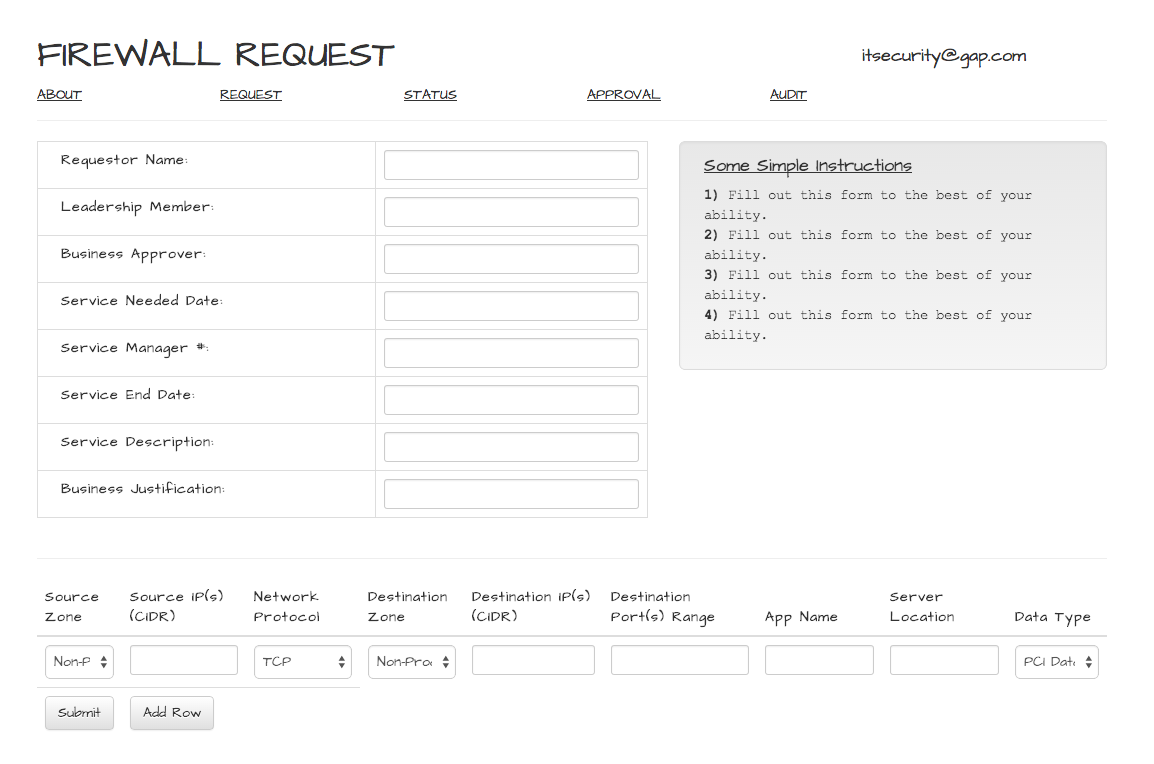 FIREWALL REQUEST
itsecurity@gap.com
ABOUT REQUEST STATUS APPROVAL AUDIT
Requestor Name:
Leadership Member:
Business Approver:
Service Needed Date:
Service Manager #:
Service End Date:
Service Description:
Business Justification:
Some Simple Instructions
1) Fill out this form to the best of your
ability.
2) Fill out this form to the best of your
ability.
3) Fill out this form to the best of your
ability.
4) Fill out this form to the best of your
ability.
Source Zone
Source IP(s) (CIDR)
Network Protocol
Destination Zone
Destination IP(s) (CIDR)
Destination Port(s) Range
App Name
Server Location
Data Type
Non-P TCP Non-Pro PCI Dat
Submit Add Row